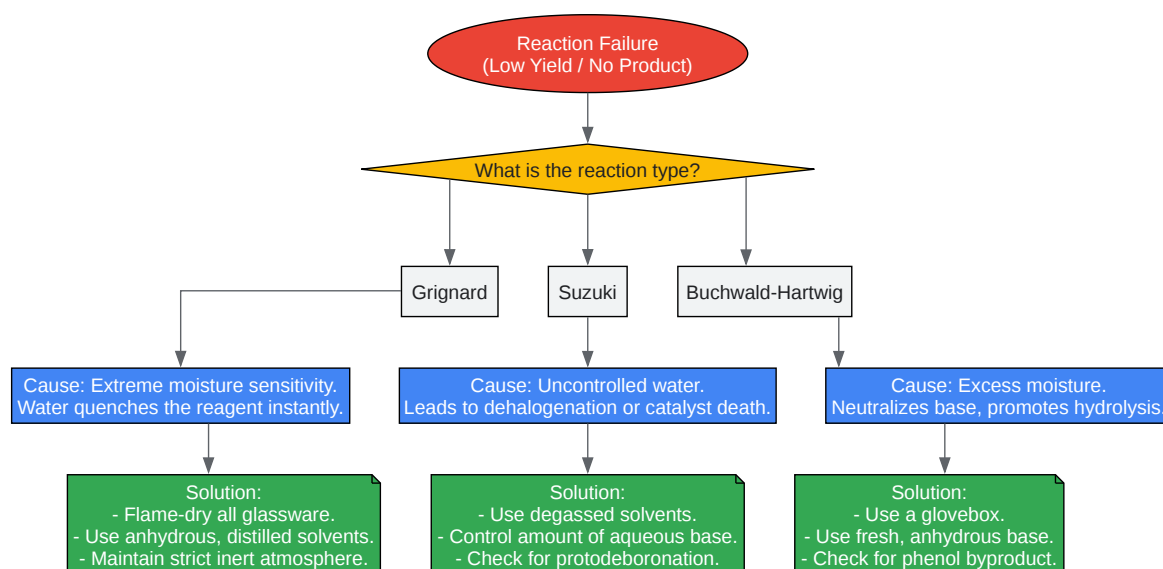 Reaction Failure
(Low Yield / No Product)
What is the reaction type?
Grignard
Suzuki
Buchwald-Hartwig
Cause: Extreme moisture sensitivity.
Water quenches the reagent instantly.
Cause: Uncontrolled water.
Leads to dehalogenation or catalyst death.
Cause: Excess moisture.
Neutralizes base, promotes hydrolysis.
Solution:
- Flame-dry all glassware.
- Use anhydrous, distilled solvents.
- Maintain strict inert atmosphere.
Solution:
- Use degassed solvents.
- Control amount of aqueous base.
- Check for protodeboronation.
Solution:
- Use a glovebox.
- Use fresh, anhydrous base.
- Check for phenol byproduct.